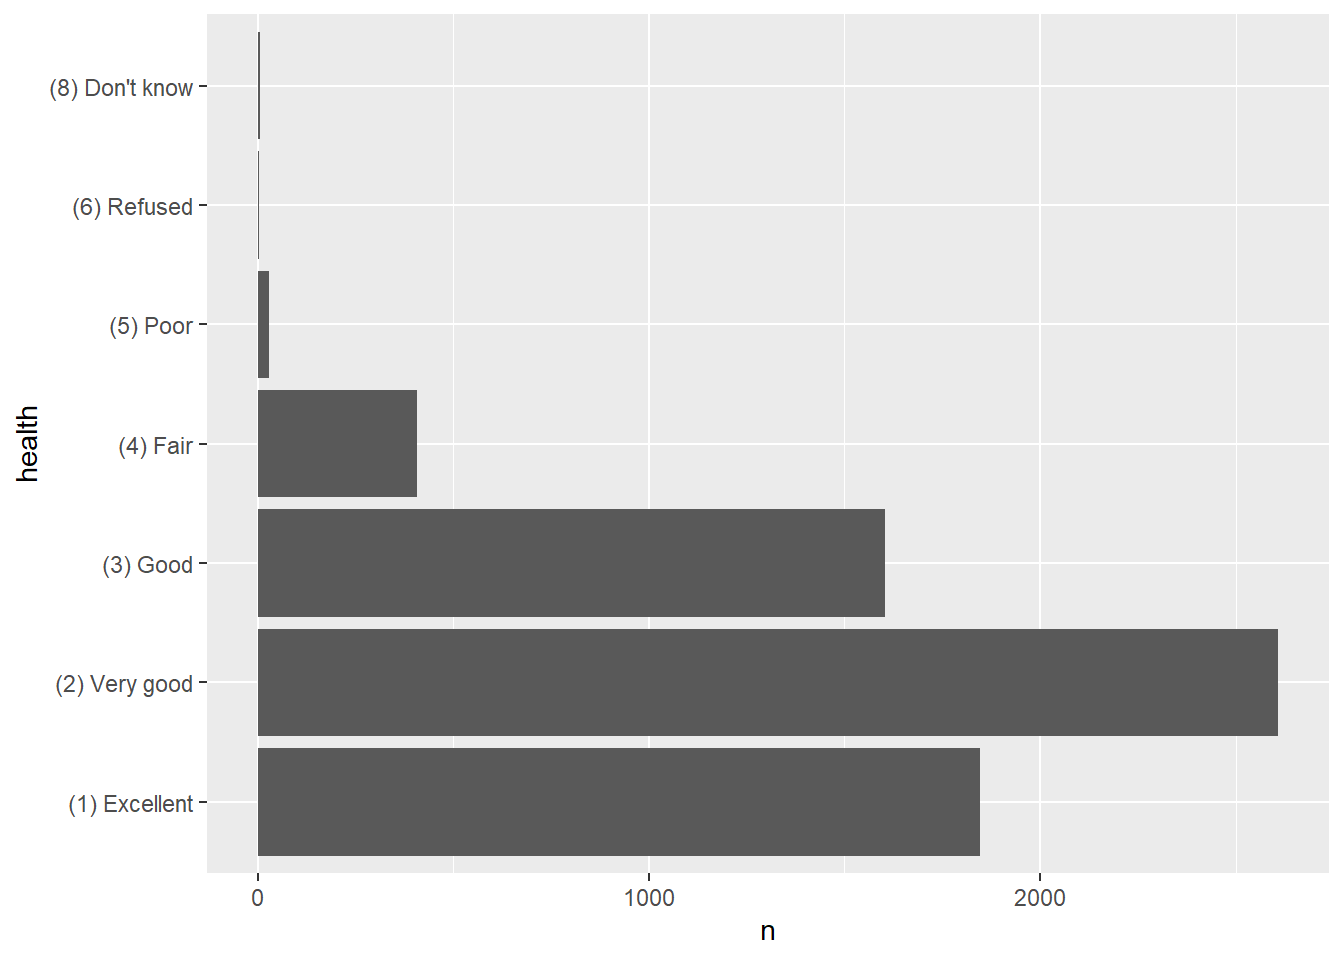 (8) Don't know
(6) Refused
(5) Poor
(4) Fair
(3) Good
(2) Very good
(1) Excellent
health
0 1000 2000
n